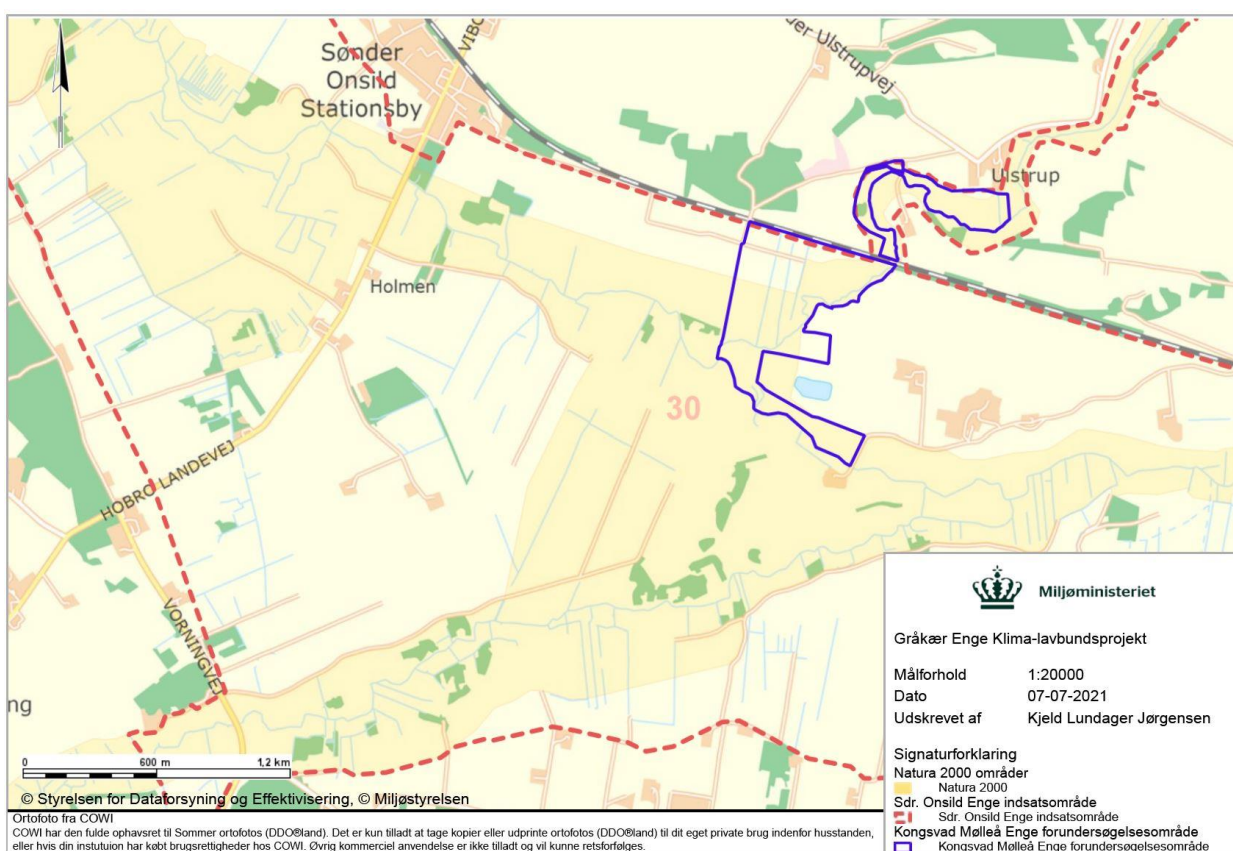 Sønder
Onsild
Stationsby
VIBO
der Ulstrupvej
Ulstrup
Holmen
30
HOBRO LANDEVEJ
VORNINGVEJ
ng
0 600 m 1,2 km
© Styrelsen for Dataforsyning og Effektivisering, © Miljøstyrelsen
Miljøministeriet
Gråkær Enge Klima-lavbundsprojekt
Målforhold 1:20000
Dato 07-07-2021
Udskrevet af Kjeld Lundager Jørgensen
Signaturforklaring
Natura 2000 områder
Natura 2000
Sdr. Onsild Enge indsatsområde
Sdr. Onsild Enge indsatsområde
Kongsvad Mølleå Enge forundersøgelsesområde
Kongsvad Mølleå Enge forundersøgelsesområde
Ortofoto fra COWI
COWI har den fulde ophavsret til Sommer ortofotos (DDO®land). Det er kun tilladt at tage kopier eller udprinte ortofotos (DDO®land) til dit eget private brug indenfor husstanden,
eller hvis din instutuion har købt brugsrettigheder hos COWI. Øvrig kommerciel anvendelse er ikke tilladt og vil kunne retsforfølges.